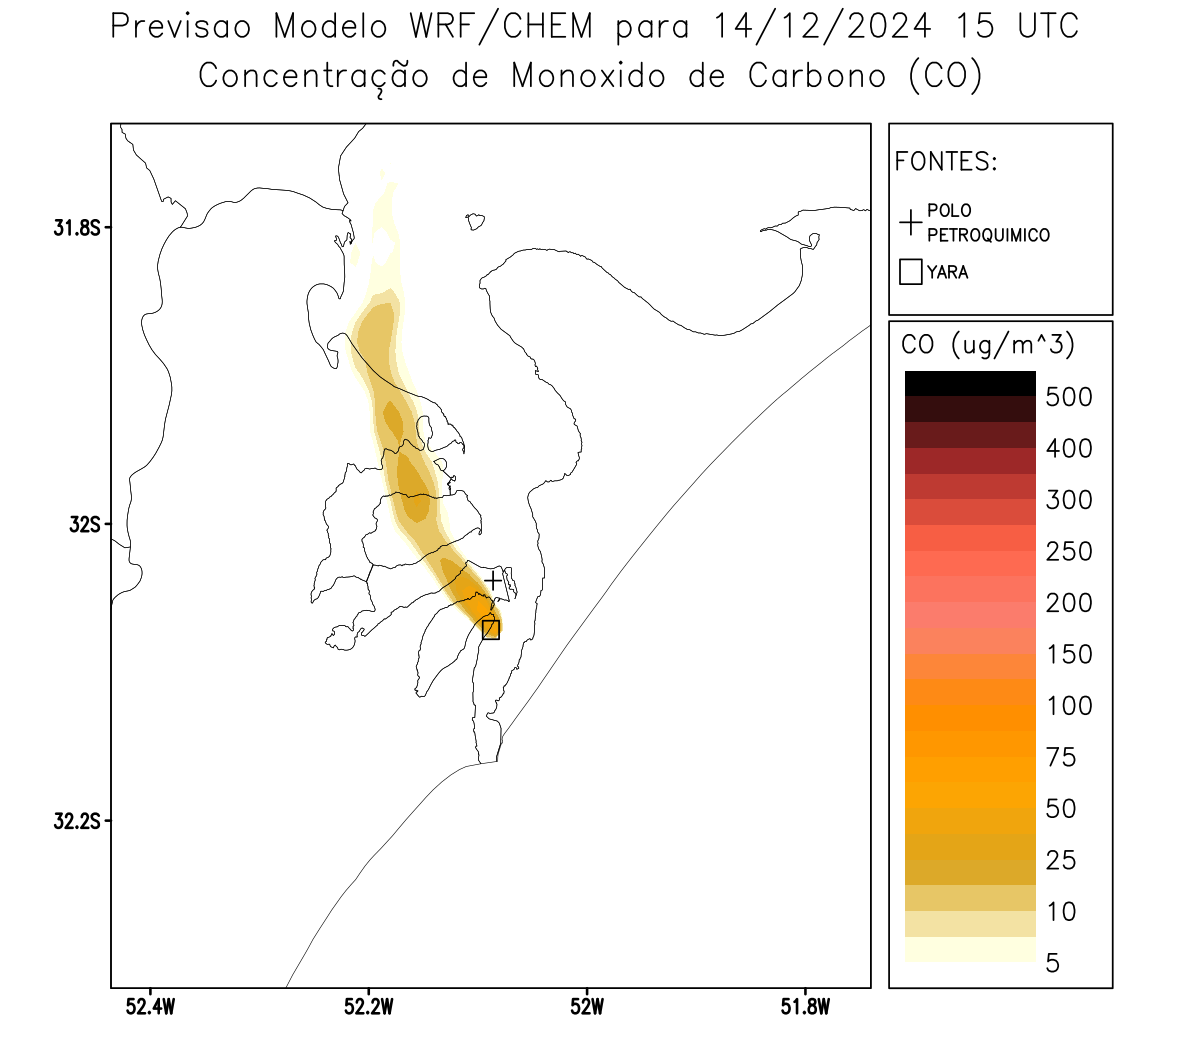 Previsao Modelo WRF/CHEM para 14/12/2024 15 UTC
Concentração de Monoxido de Carbono (CO)
FONTES:
POLO
PETROQUIMICO
YARA
CO (ug/m^3)
500
400
300
250
200
150
100
75
50
25
10
5
31.8S
32S
32.2S
52.4W
52.2W
52W
51.8W